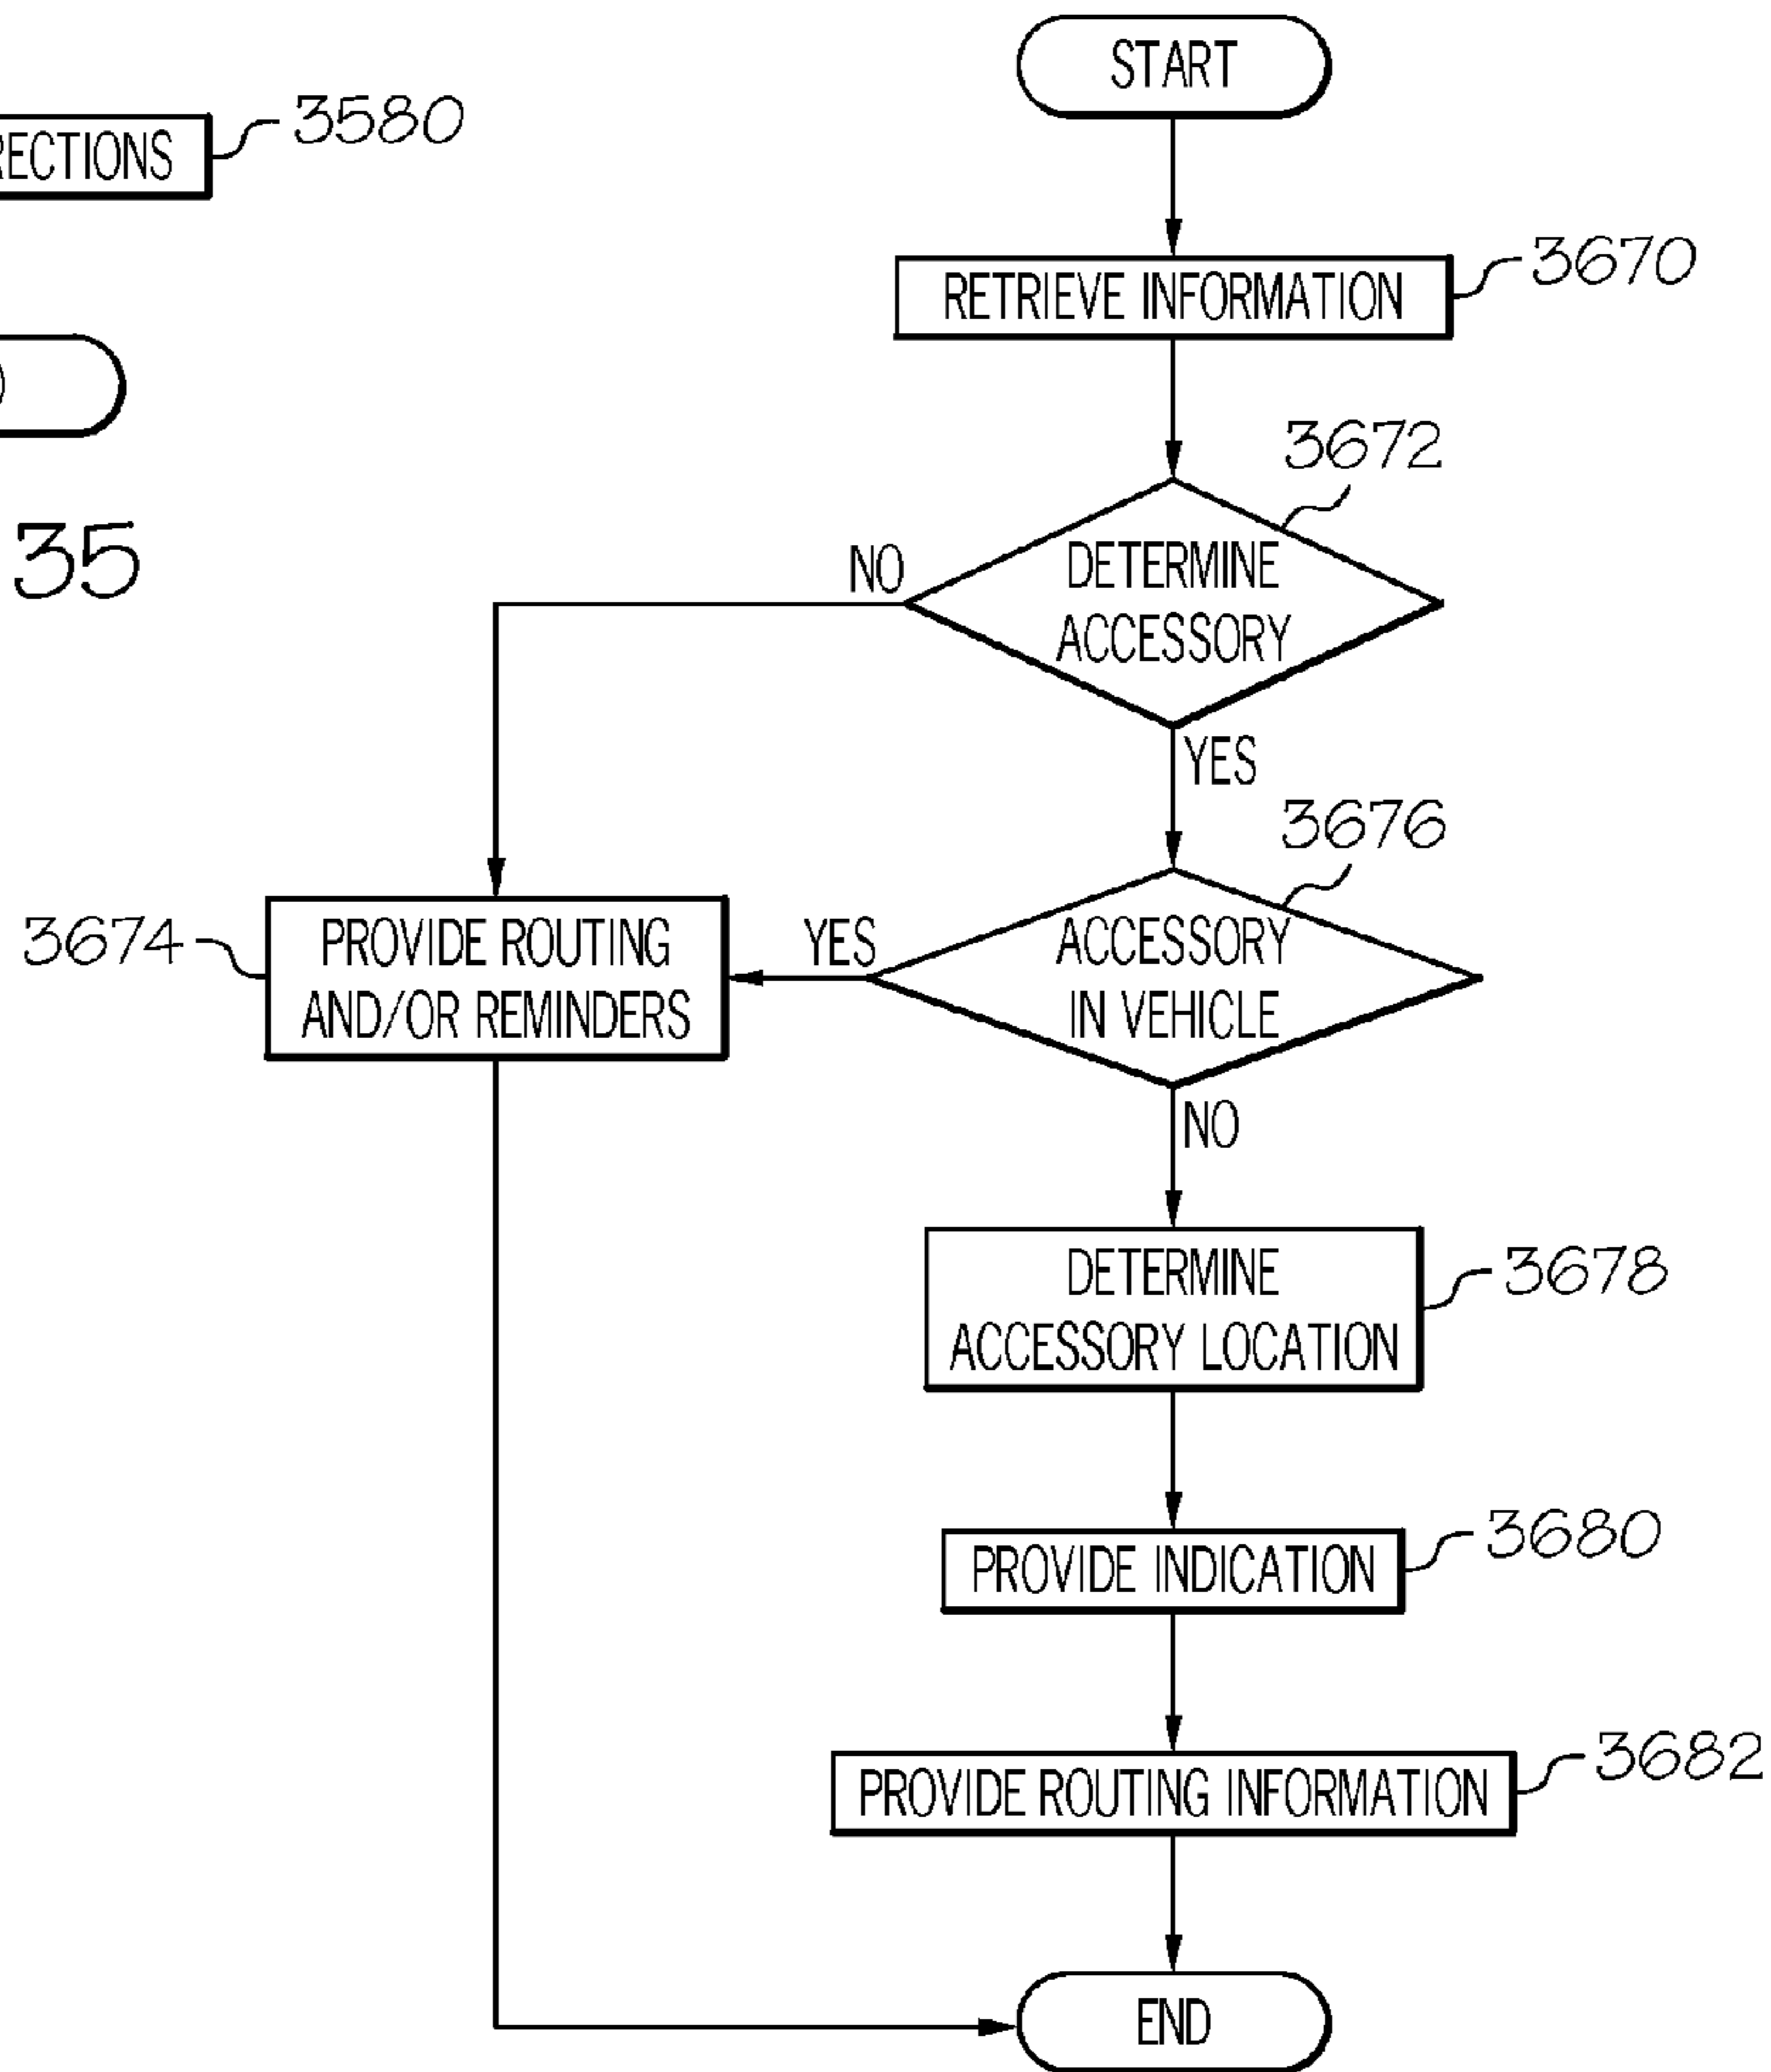 START
3580
RETRIEVE INFORMATION
3670
3672
35
NO
DETERMINE
ACCESSORY
YES
3676
3674
PROVIDE ROUTING
AND/OR REMINDERS
YES
ACCESSORY
IN VEHICLE
NO
DETERMINE
ACCESSORY LOCATION
3678
PROVIDE INDICATION
3680
PROVIDE ROUTING INFORMATION
3682
END